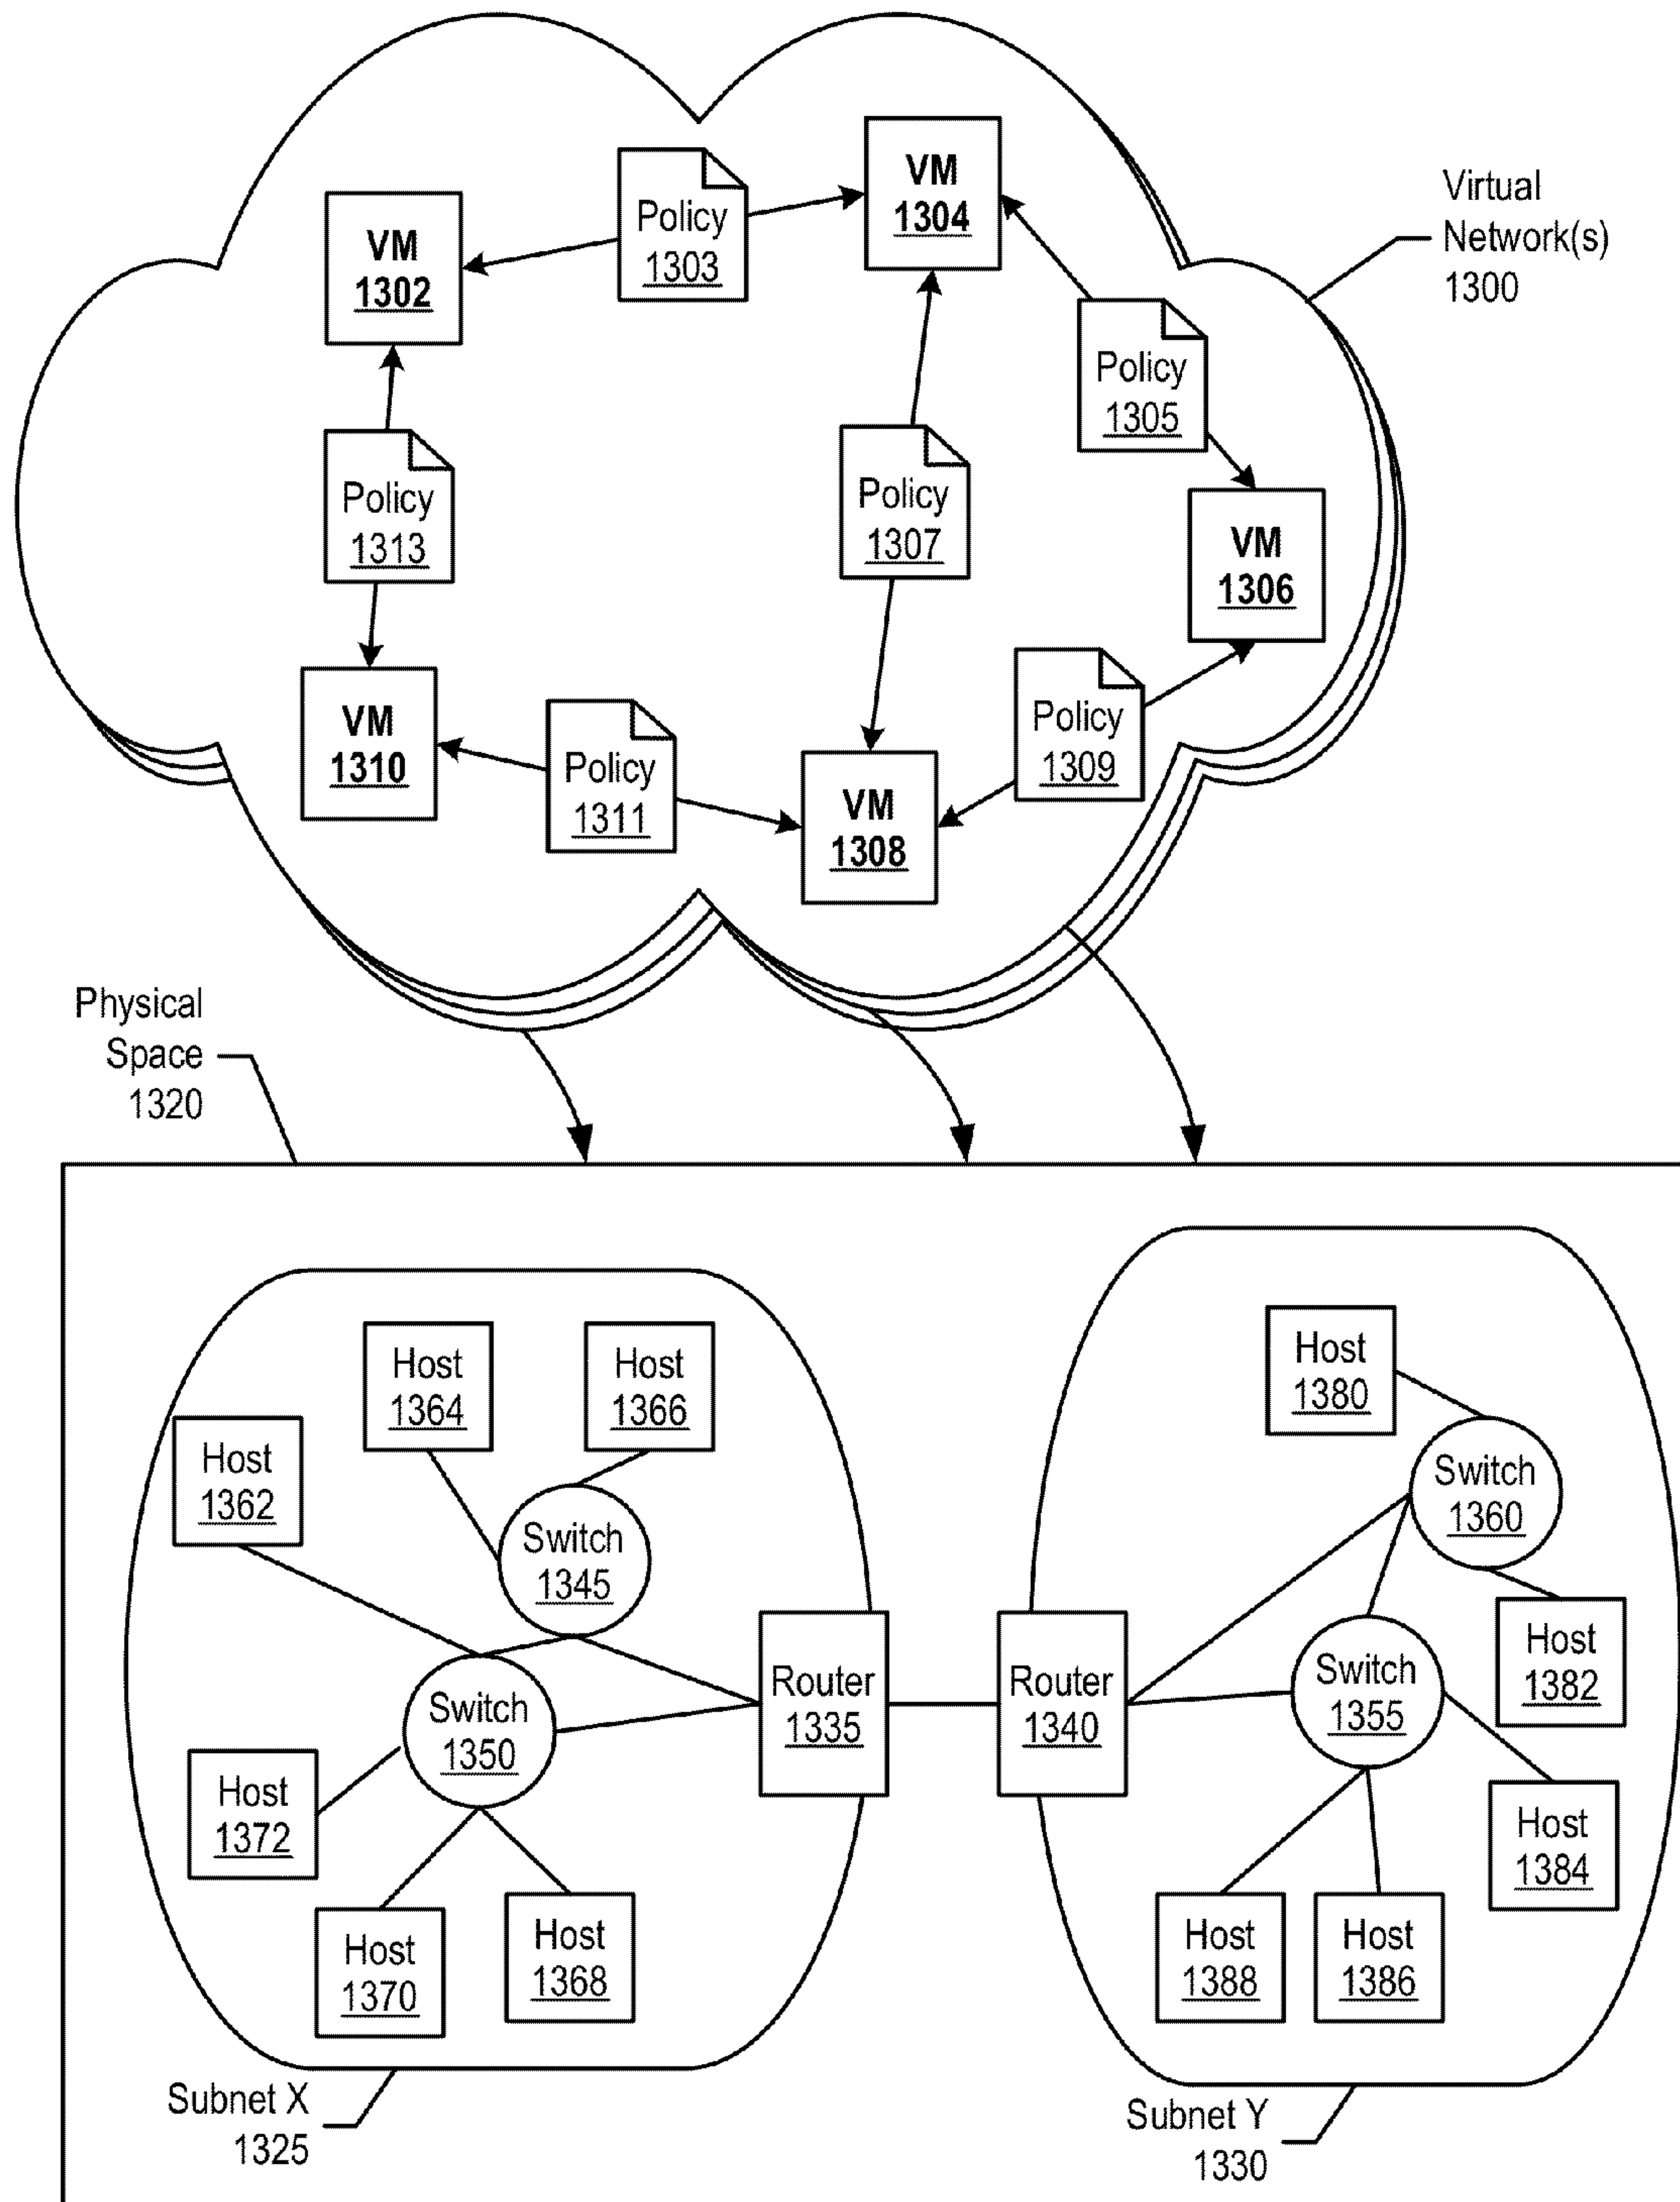 VM
1304
Policy
1303
VM
1302
Virtual
Network(s)
1300
Policy
1305
Policy
1313
Policy
1307
VM
1306
VM
1310
Policy
1311
Policy
1309
VM
1308
Physical
Space
1320
Host
1364
Host
1366
Host
1362
Switch
1345
Switch
1350
Router
1335
Host
1372
Host
1370
Host
1368
Subnet X
1325
Host
1380
Switch
1360
Router
1340
Switch
1355
Host
1382
Host
1384
Host
1388
Host
1386
Subnet Y
1330